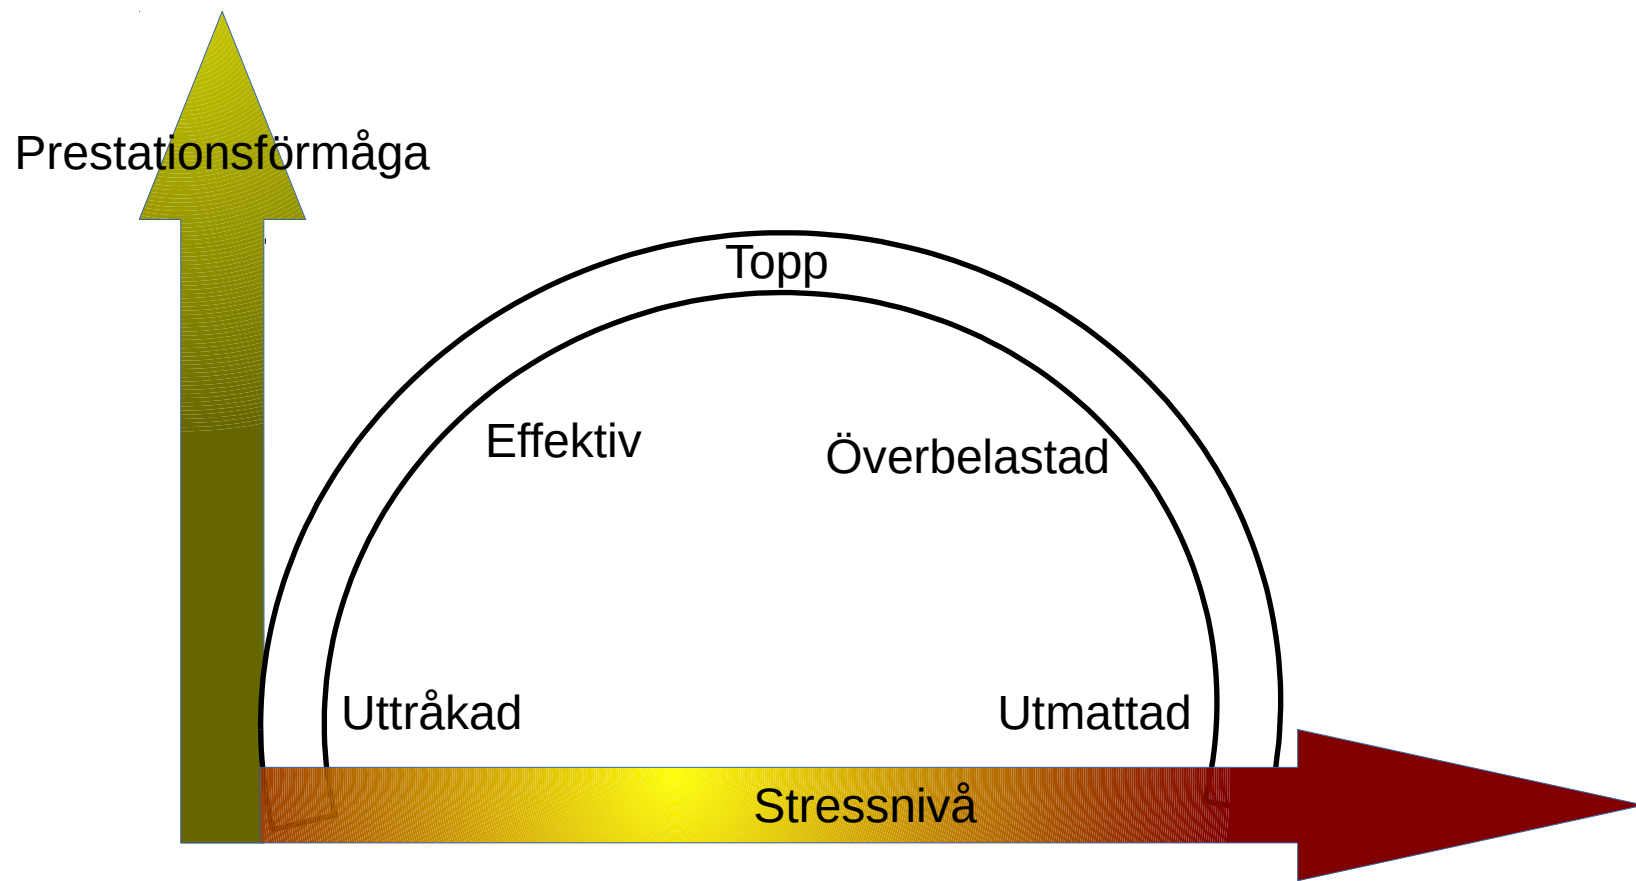 Prestationsförmåga
Topp
Effektiv
Överbelastad
Uttråkad
Utmattad
Stressnivå